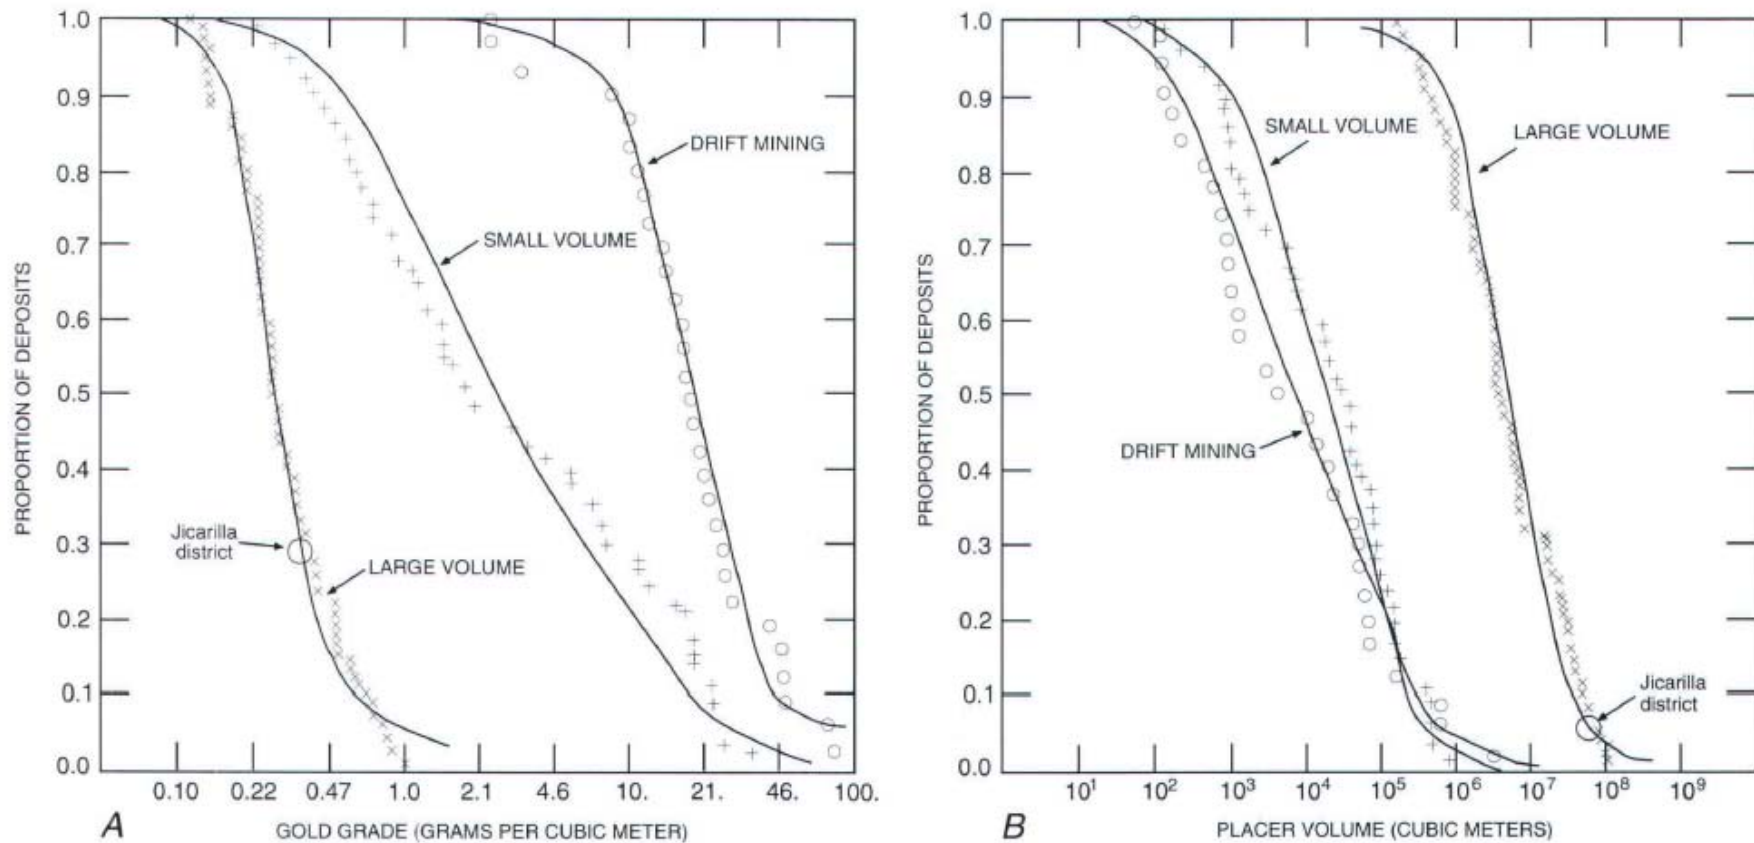 1.0
0.9
0.8
0.7
0.6
0.5
0.4
0.3
0.2
0.1
0.0
PROPORTION OF DEPOSITS
DRIFT MINING
SMALL VOLUME
Jicarilla
district
LARGE VOLUME
0.10 0.22 0.47 1.0 2.1 4.6 10. 21. 46. 100.
A
GOLD GRADE (GRAMS PER CUBIC METER)
1.0
0.9
0.8
0.7
0.6
0.5
0.4
0.3
0.2
0.1
0.0
PROPORTION OF DEPOSITS
SMALL VOLUME
LARGE VOLUME
DRIFT MINING
Jicarilla
district
10¹ 10² 10³ 10⁴ 10⁵ 10⁶ 10⁷ 10⁸ 10⁹
B
PLACER VOLUME (CUBIC METERS)